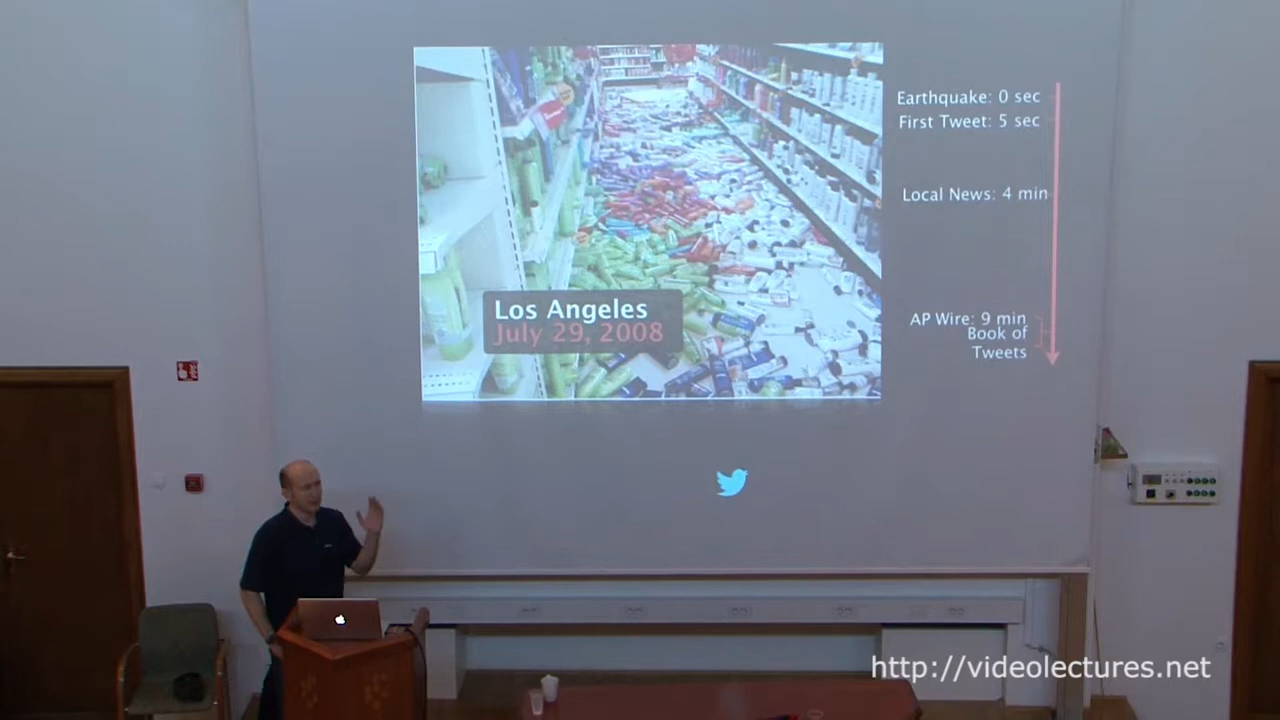 Earthquake: 0 sec
First Tweet: 5 sec
Local News: 4 min
AP Wire: 9 min
Book of
Tweets
Los Angeles
July 29, 2008
http://videolectures.net